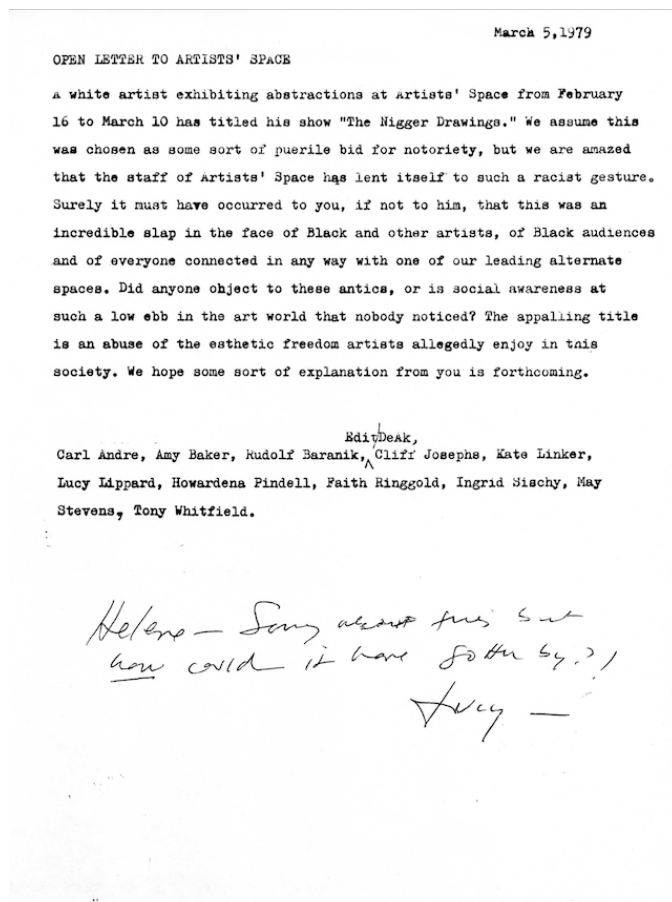 March 5,1979
OPEN LETTER TO ARTISTS' SPACE
A white artist exhibiting abstractions at Artists' Space from February
16 to March 10 has titled his show "The Nigger Drawings." We assume this
was chosen as some sort of puerile bid for notoriety, but we are amazed
that the staff of Artists' Space has lent itself to such a racist gesture.
Surely it must have occurred to you, if not to him, that this was an
incredible slap in the face of Black and other artists, of Black audiences
and of everyone connected in any way with one of our leading alternate
spaces. Did anyone object to these antics, or is social awareness at
such a low ebb in the art world that nobody noticed? The appalling title
is an abuse of the esthetic freedom artists allegedly enjoy in this
society. We hope some sort of explanation from you is forthcoming.
Edit DeAk,
Carl Andre, Amy Baker, Rudolf Baranik, Cliff Josephs, Kate Linker,
Lucy Lippard, Howardena Pindell, Faith Ringgold, Ingrid Sischy, May
Stevens, Tony Whitfield.
Helene — Sorry about this but
how could it have gotten by?!
Lucy —